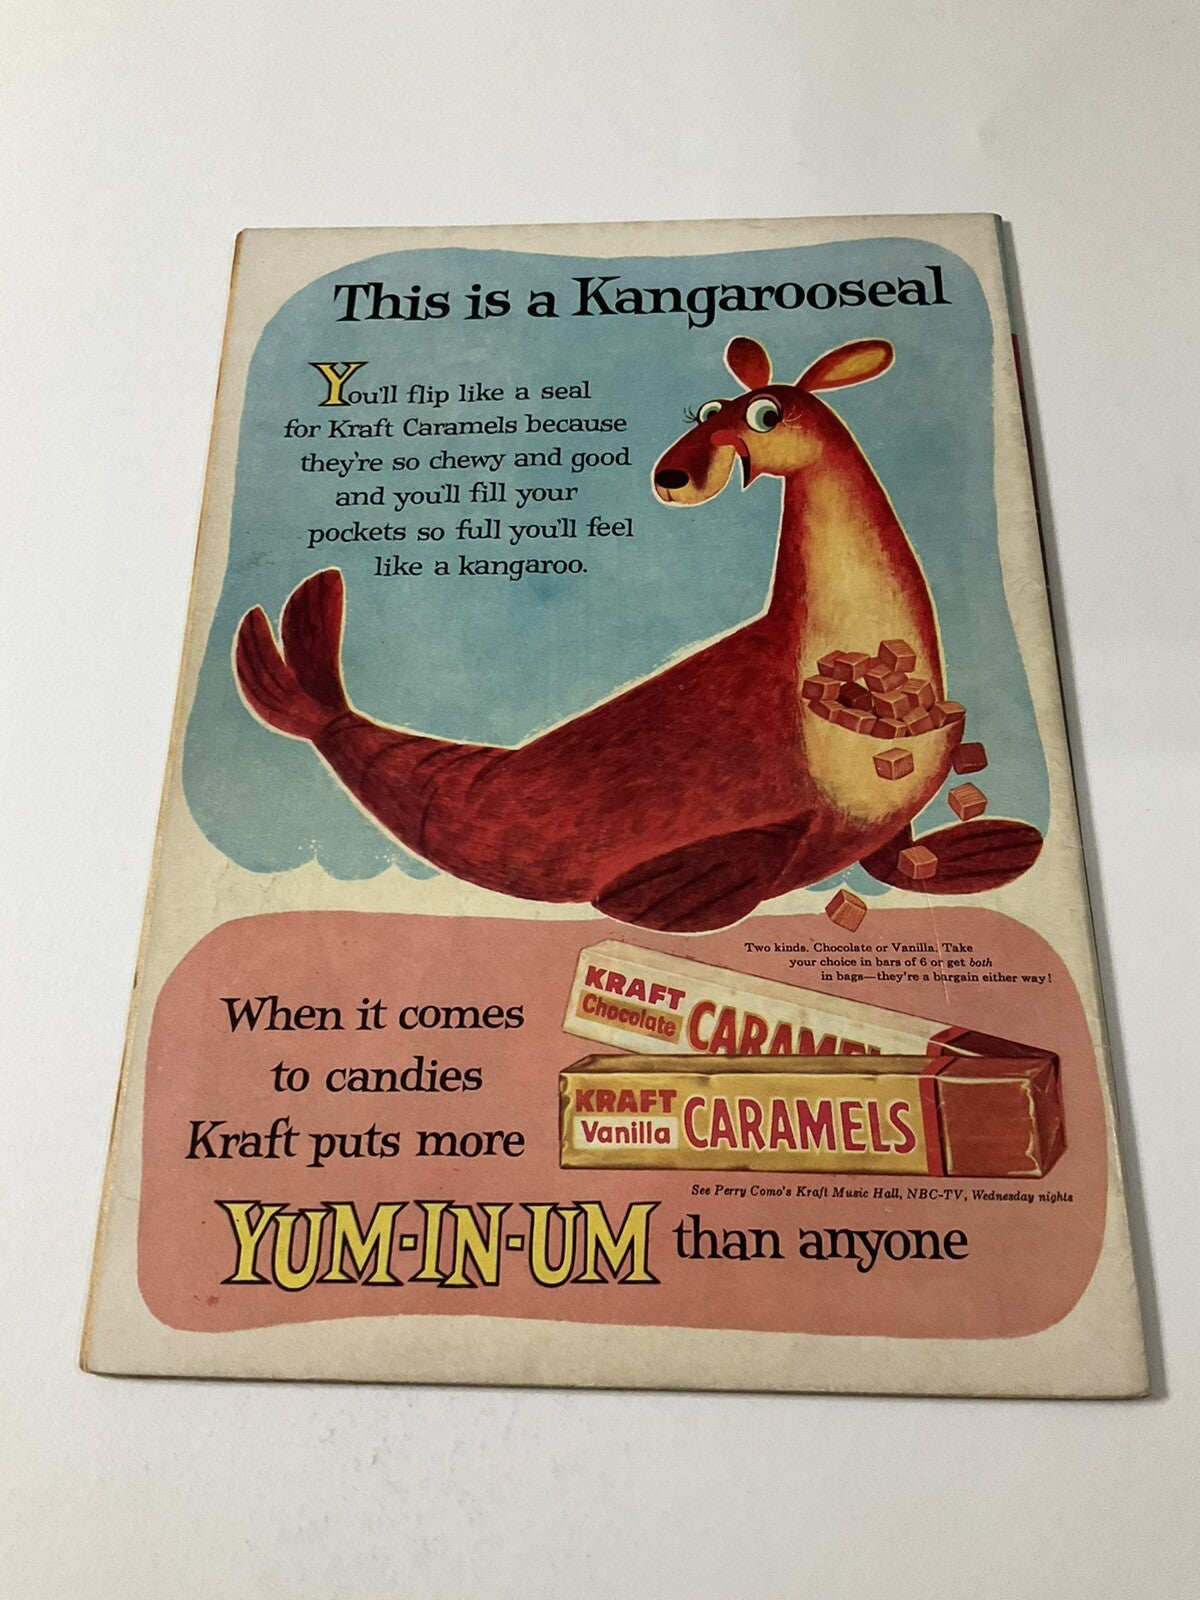 This is a Kangarooseal
You'll flip like a seal
for Kraft Caramels because
they're so chewy and good
and you'll fill your
pockets so full you'll feel
like a kangaroo.
Two kinds. Chocolate or Vanilla. Take
your choice in bars of 6 or get both
in bags—they're a bargain either way!
KRAFT
Chocolate
CARAMEL
KRAFT
Vanilla
CARAMELS
When it comes
to candies
Kraft puts more
See Perry Como's Kraft Music Hall, NBC-TV, Wednesday nights
YUM-IN-UM than anyone